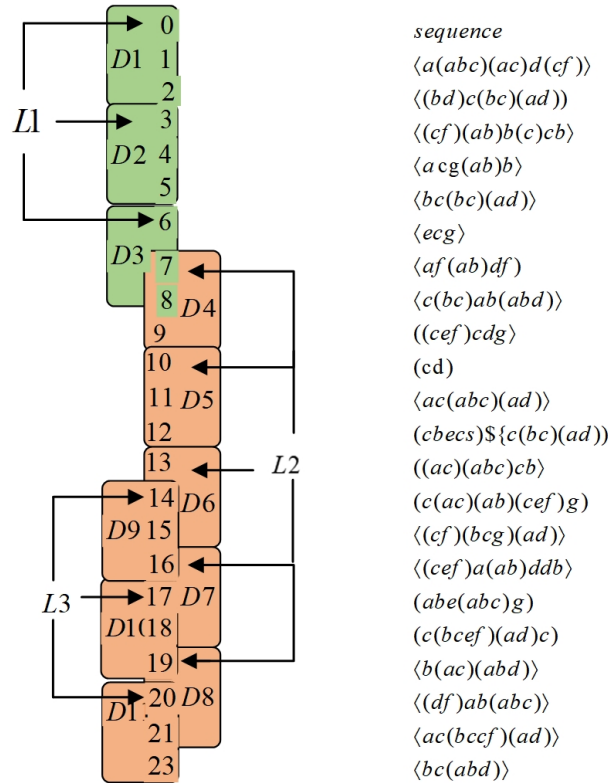 0
D1 1
2
L1
3
D2 4
5
6
D3
7
8 D4
9
10
11 D5
12
13
L2
14 D6
D9 15
16
L3
17 D7
D1( 18
19
D1 20 D8
21
23
sequence
⟨a(abc)(ac)d(cf)⟩
⟨(bd)c(bc)(ad))
⟨(cf)(ab)b(c)cb⟩
⟨a cg(ab)b⟩
⟨bc(bc)(ad)⟩
⟨ecg⟩
⟨af(ab)df)
⟨c(bc)ab(abd)⟩
((cef)cdg⟩
(cd)
⟨ac(abc)(ad)⟩
(cbecs)${c(bc)(ad))
((ac)(abc)cb⟩
(c(ac)(ab)(cef)g)
⟨(cf)(bcg)(ad)⟩
⟨(cef)a(ab)ddb⟩
(abe(abc)g)
(c(bcef)(ad)c)
⟨b(ac)(abd)⟩
⟨(df)ab(abc)⟩
⟨ac(bccf)(ad)⟩
⟨bc(abd)⟩